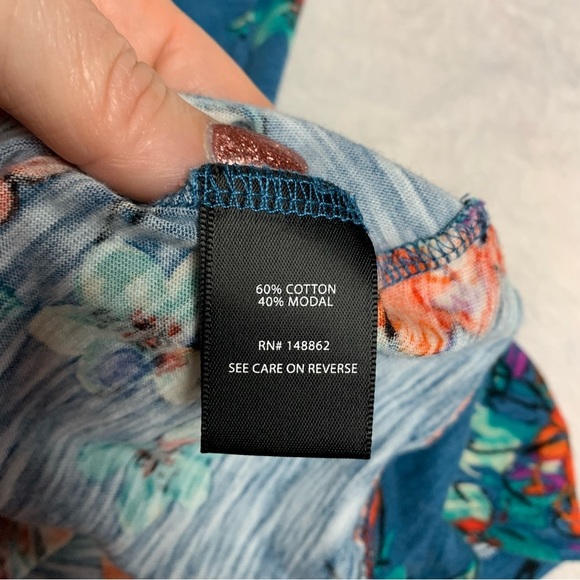 60% COTTON
40% MODAL
RN# 148862
SEE CARE ON REVERSE